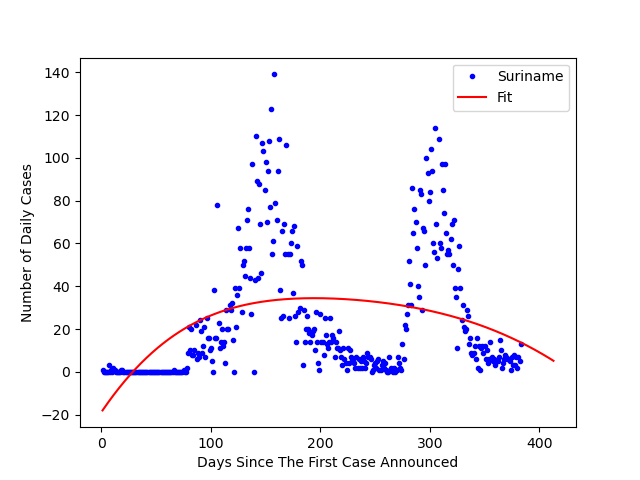 140
120
100
80
60
40
20
0
−20
0 100 200 300 400
Number of Daily Cases
Days Since The First Case Announced
Suriname
Fit